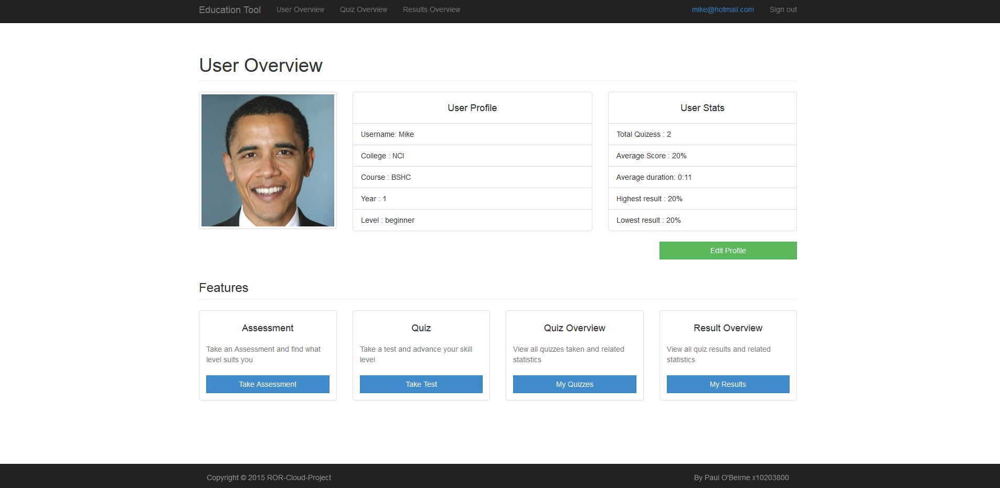 Education Tool User Overview Quiz Overview Results Overview mike@hotmail.com Sign out
User Overview
User Profile
Username: Mike
College : NCI
Course : BSHC
Year : 1
Level : beginner
User Stats
Total Quizess : 2
Average Score : 20%
Average duration: 0:11
Highest result : 20%
Lowest result : 20%
Edit Profile
Features
Assessment
Take an Assessment and find what
level suits you
Take Assessment
Quiz
Take a test and advance your skill
level
Take Test
Quiz Overview
View all quizzes taken and related
statistics
My Quizzes
Result Overview
View all quiz results and related
statistics
My Results
Copyright © 2015 ROR-Cloud-Project
By Paul O'Beirne x10203800